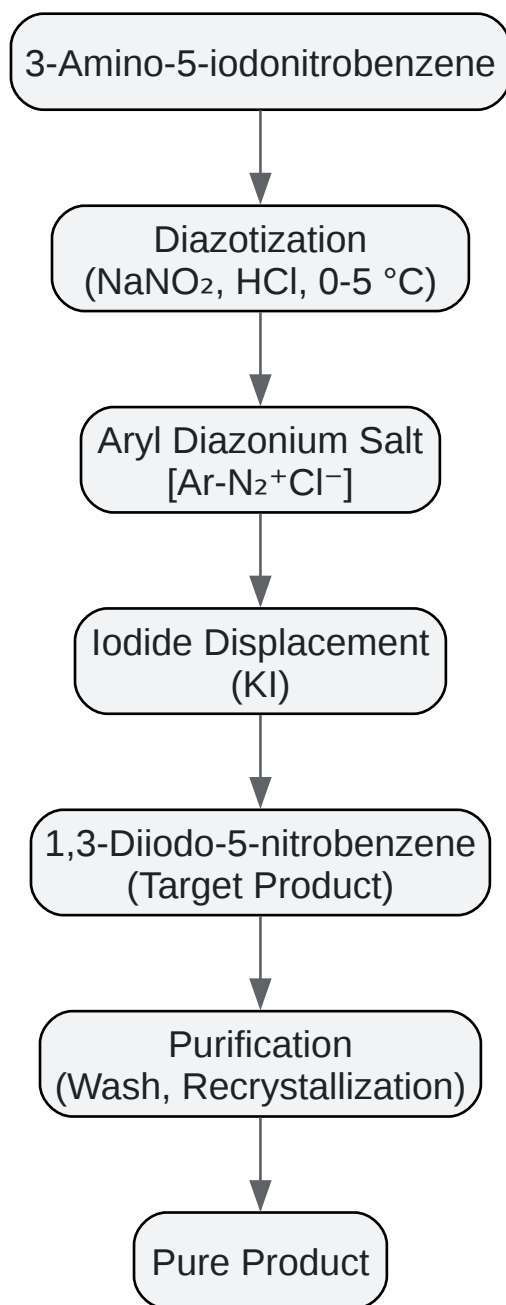 3-Amino-5-iodonitrobenzene
Diazotization
(NaNO₂, HCl, 0-5 °C)
Aryl Diazonium Salt
[Ar-N₂⁺Cl⁻]
Iodide Displacement
(KI)
1,3-Diiodo-5-nitrobenzene
(Target Product)
Purification
(Wash, Recrystallization)
Pure Product